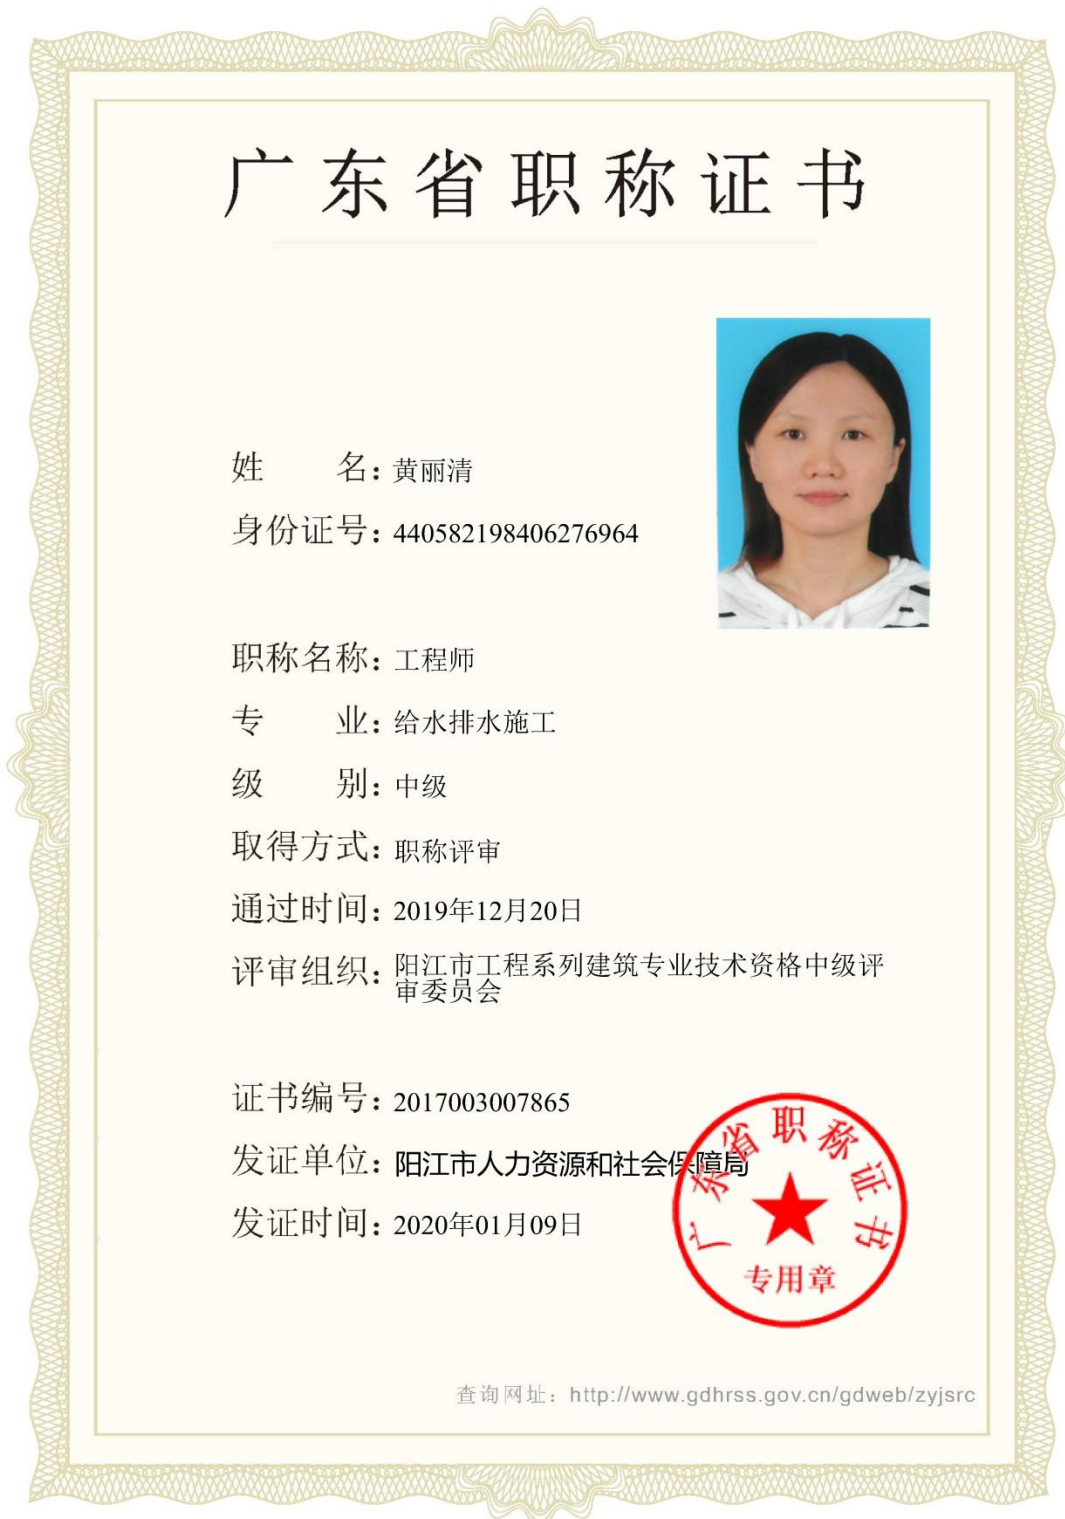 广东省职称证书
姓 名：黄丽清
身份证号：440582198406276964
职称名称：工程师
专 业：给水排水施工
级 别：中级
取得方式：职称评审
通过时间：2019年12月20日
评审组织：阳江市工程系列建筑专业技术资格中级评
审委员会
证书编号：2017003007865
发证单位：阳江市人力资源和社会保障局
发证时间：2020年01月09日
广东省职称证书
专用章
查询网址：http://www.gdhrss.gov.cn/gdweb/zyjsrc